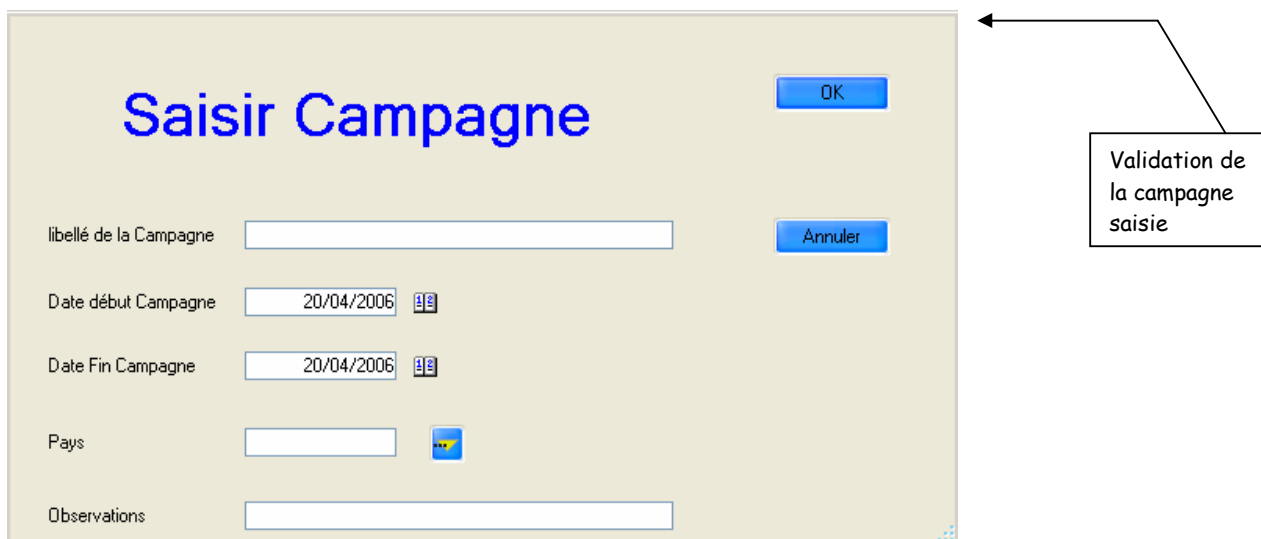 Saisir Campagne
OK
Validation de
la campagne
saisie
libellé de la Campagne
Annuler
Date début Campagne 20/04/2006
Date Fin Campagne 20/04/2006
Pays
Observations